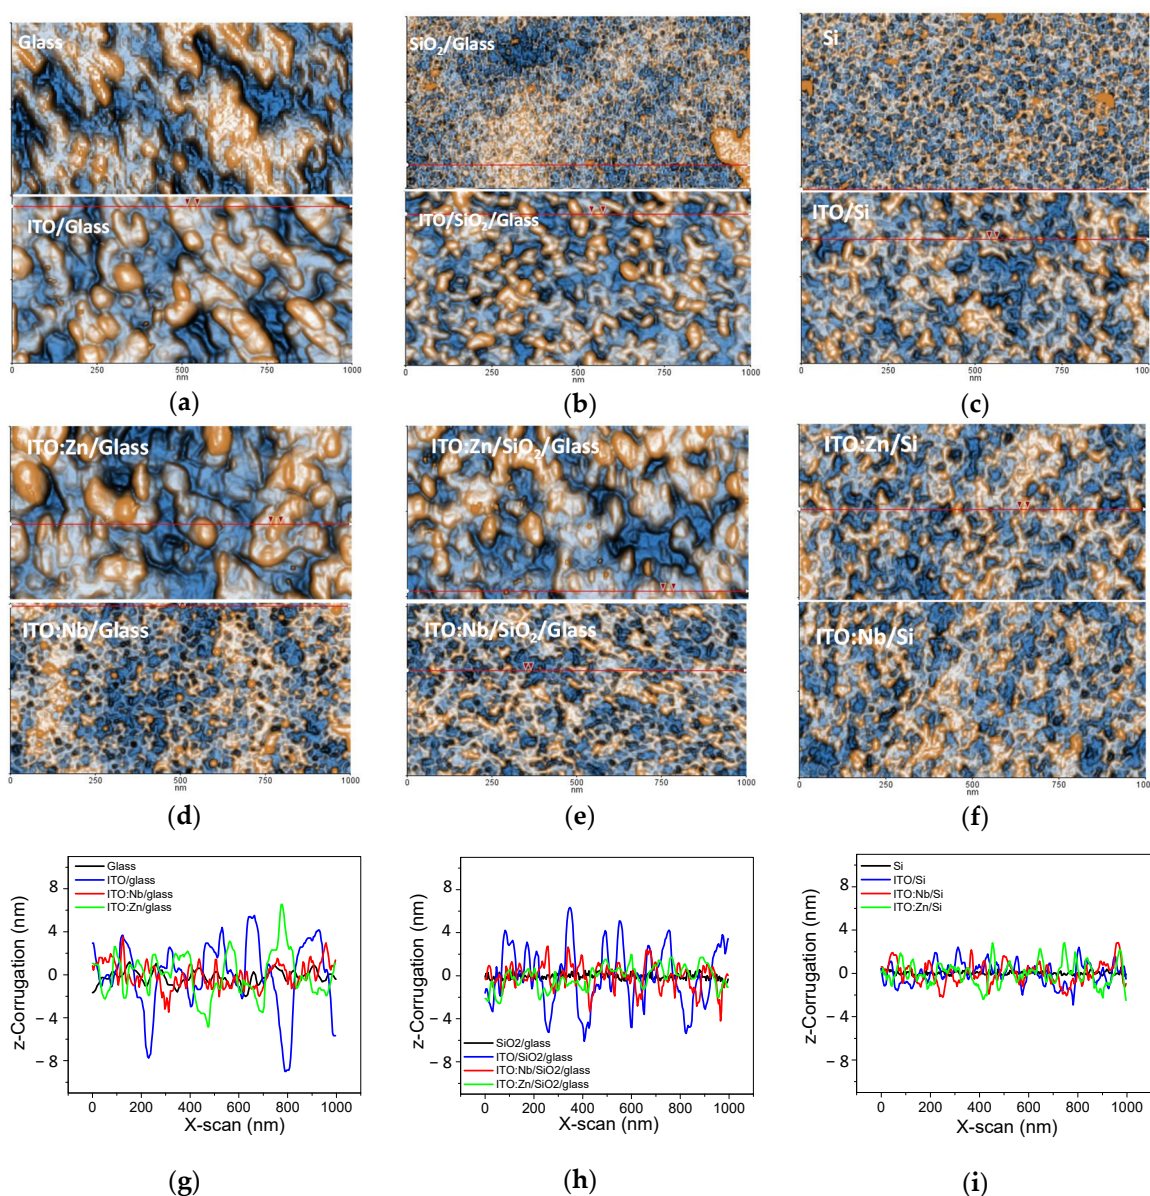 Glass
SiO₂/Glass
Si
ITO/Glass
ITO/SiO₂/Glass
ITO/Si
0 250 500 750 1000
nm
0 250 500 750 1000
nm
0 250 500 750 1000
nm
(a)
(b)
(c)
ITO:Zn/Glass
ITO:Zn/SiO₂/Glass
ITO:Zn/Si
ITO:Nb/Glass
ITO:Nb/SiO₂/Glass
ITO:Nb/Si
0 250 500 750 1000
nm
0 250 500 750 1000
nm
0 250 500 750 1000
nm
(d)
(e)
(f)
Glass
ITO/glass
ITO:Nb/glass
ITO:Zn/glass
z-Corrugation (nm)
8
4
0
− 4
− 8
0 200 400 600 800 1000
X-scan (nm)
(g)
z-Corrugation (nm)
8
4
0
− 4
− 8
SiO2/glass
ITO/SiO2/glass
ITO:Nb/SiO2/glass
ITO:Zn/SiO2/glass
0 200 400 600 800 1000
X-scan (nm)
(h)
Si
ITO/Si
ITO:Nb/Si
ITO:Zn/Si
z-Corrugation (nm)
8
4
0
− 4
− 8
0 200 400 600 800 1000
X-scan (nm)
(i)